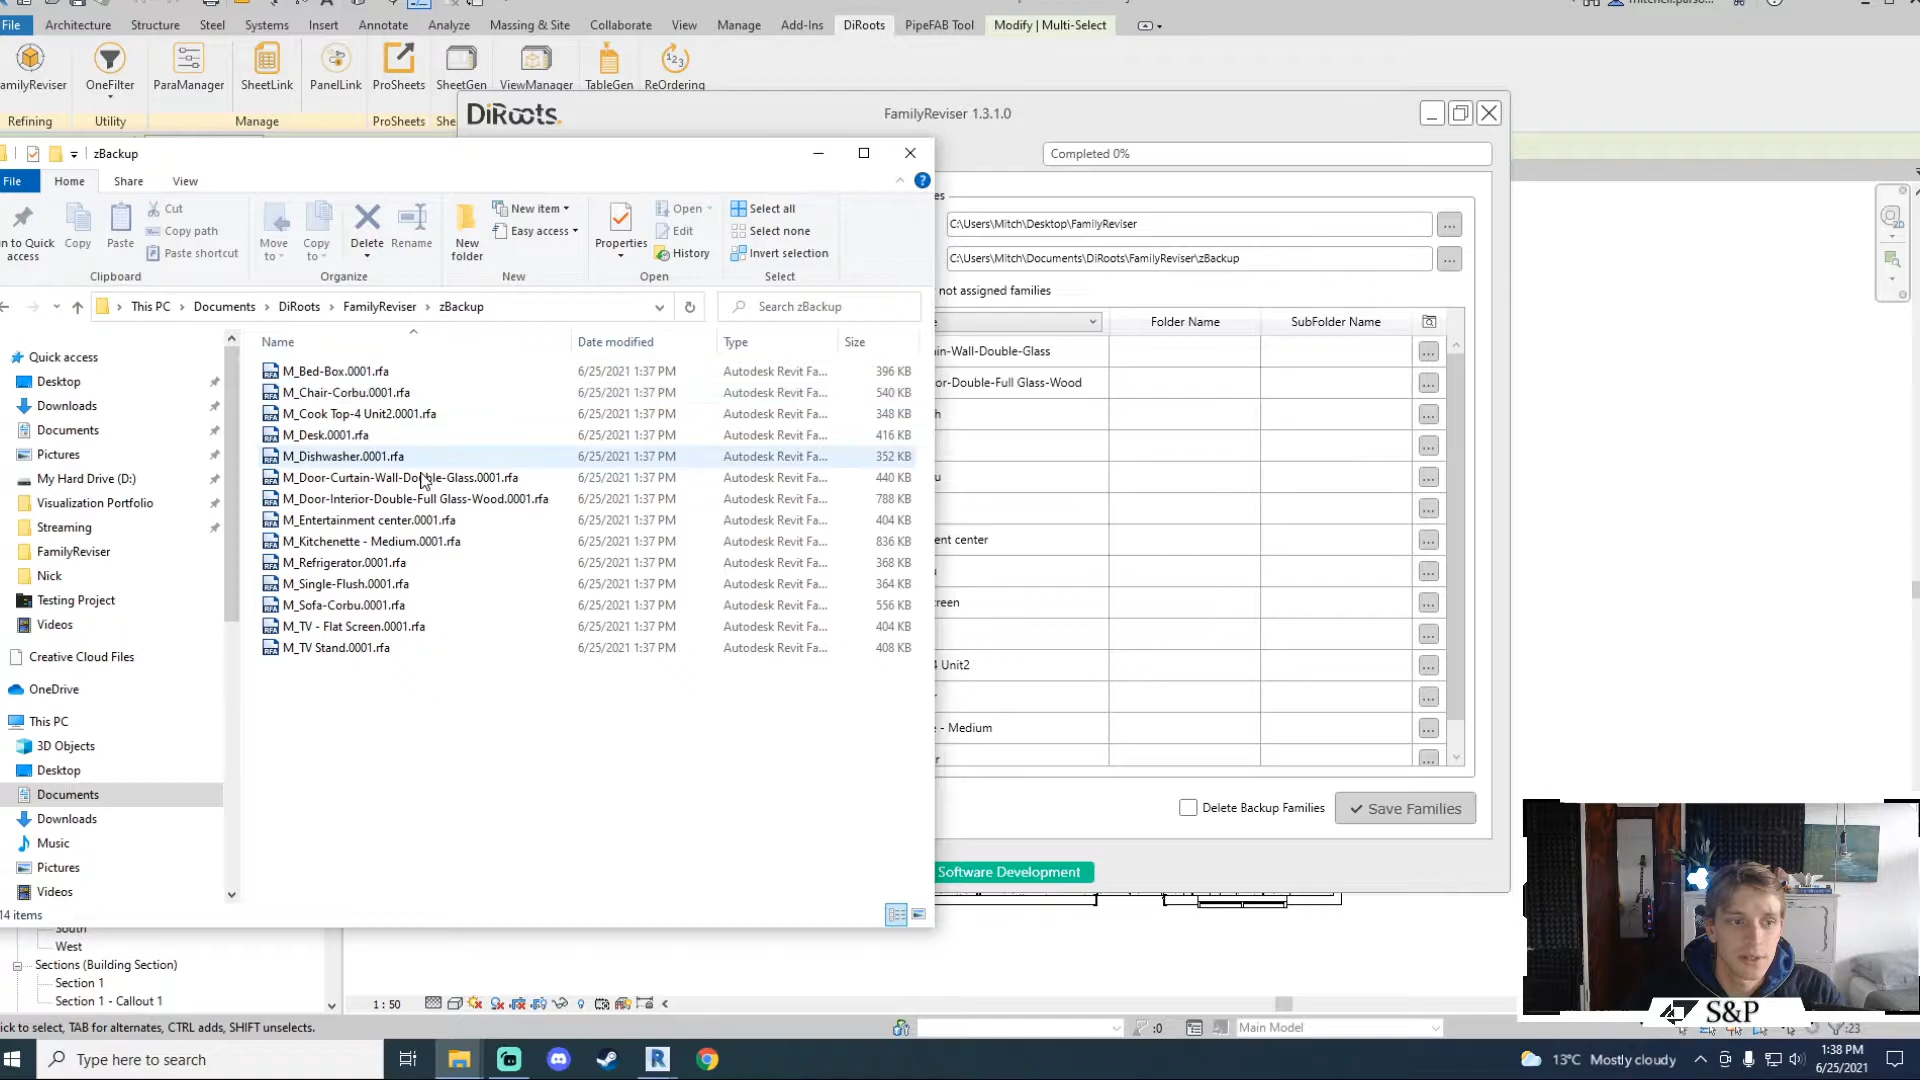 File Architecture Structure Steel Systems Insert Annotate Analyze Massing & Site Collaborate View Manage Add-Ins DiRoots PipeFAB Tool Modify | Multi-Select
amilyReviser OneFilter ParaManager SheetLink PanelLink ProSheets SheetGen ViewManager TableGen ReOrdering
Refining Utility Manage ProSheets She
DiRoots. FamilyReviser 1.3.1.0
zBackup
Completed 0%
File Home Share View
es
C:\Users\Mitch\Desktop\FamilyReviser ...
C:\Users\Mitch\Documents\DiRoots\FamilyReviser\zBackup ...
not assigned families
n to Quick access
Copy
Paste
Cut
Copy path
Paste shortcut
Move to
Copy to
Delete
Rename
New folder
New item
Easy access
Properties
Open
Edit
History
Select all
Select none
Invert selection
Clipboard Organize New Open Select
This PC > Documents > DiRoots > FamilyReviser > zBackup
Search zBackup
Name Date modified Type Size
M_Bed-Box.0001.rfa 6/25/2021 1:37 PM Autodesk Revit Fa... 396 KB
M_Chair-Corbu.0001.rfa 6/25/2021 1:37 PM Autodesk Revit Fa... 540 KB
M_Cook Top-4 Unit2.0001.rfa 6/25/2021 1:37 PM Autodesk Revit Fa... 348 KB
M_Desk.0001.rfa 6/25/2021 1:37 PM Autodesk Revit Fa... 416 KB
M_Dishwasher.0001.rfa 6/25/2021 1:37 PM Autodesk Revit Fa... 352 KB
M_Door-Curtain-Wall-Double-Glass.0001.rfa 6/25/2021 1:37 PM Autodesk Revit Fa... 440 KB
M_Door-Interior-Double-Full Glass-Wood.0001.rfa 6/25/2021 1:37 PM Autodesk Revit Fa... 788 KB
M_Entertainment center.0001.rfa 6/25/2021 1:37 PM Autodesk Revit Fa... 404 KB
M_Kitchenette - Medium.0001.rfa 6/25/2021 1:37 PM Autodesk Revit Fa... 836 KB
M_Refrigerator.0001.rfa 6/25/2021 1:37 PM Autodesk Revit Fa... 368 KB
M_Single-Flush.0001.rfa 6/25/2021 1:37 PM Autodesk Revit Fa... 364 KB
M_Sofa-Corbu.0001.rfa 6/25/2021 1:37 PM Autodesk Revit Fa... 556 KB
M_TV - Flat Screen.0001.rfa 6/25/2021 1:37 PM Autodesk Revit Fa... 404 KB
M_TV Stand.0001.rfa 6/25/2021 1:37 PM Autodesk Revit Fa... 408 KB
Quick access
Desktop
Downloads
Documents
Pictures
My Hard Drive (D:)
Visualization Portfolio
Streaming
FamilyReviser
Nick
Testing Project
Videos
Creative Cloud Files
OneDrive
This PC
3D Objects
Desktop
Documents
Downloads
Music
Pictures
Videos
14 items
e Folder Name SubFolder Name
in-Wall-Double-Glass ...
or-Double-Full Glass-Wood ...
h ...
...
u ...
...
ent center ...
u ...
reen ...
...
4 Unit2 ...
...
e - Medium ...
r ...
Delete Backup Families Save Families
Software Development
South
West
Sections (Building Section)
Section 1
Section 1 - Callout 1
1 : 50
ick to select, TAB for alternates, CTRL adds, SHIFT unselects.
:0 Main Model
:23
S&P
Type here to search
13°C Mostly cloudy
1:38 PM
6/25/2021